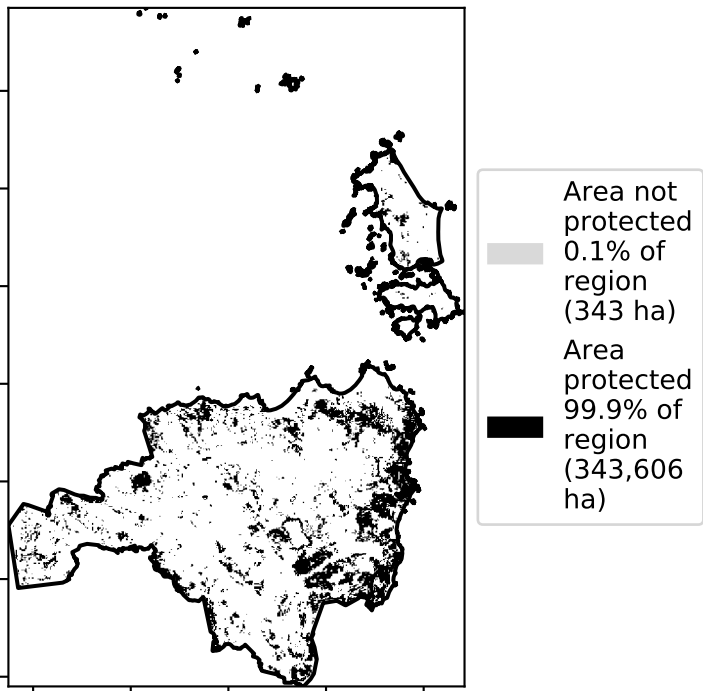 Area not
protected
0.1% of
region
(343 ha)
Area
protected
99.9% of
region
(343,606
ha)